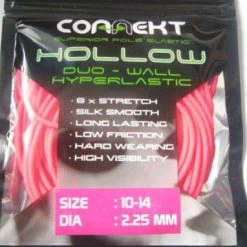 CONNEKT
SUPERIOR POLE ELASTIC
HOLLOW
DUO - WALL
HYPERLASTIC
• 8 x STRETCH
• SILK SMOOTH
• LONG LASTING
• LOW FRICTION
• HARD WEARING
• HIGH VISIBILITY
SIZE : 10-14
DIA : 2.25 MM